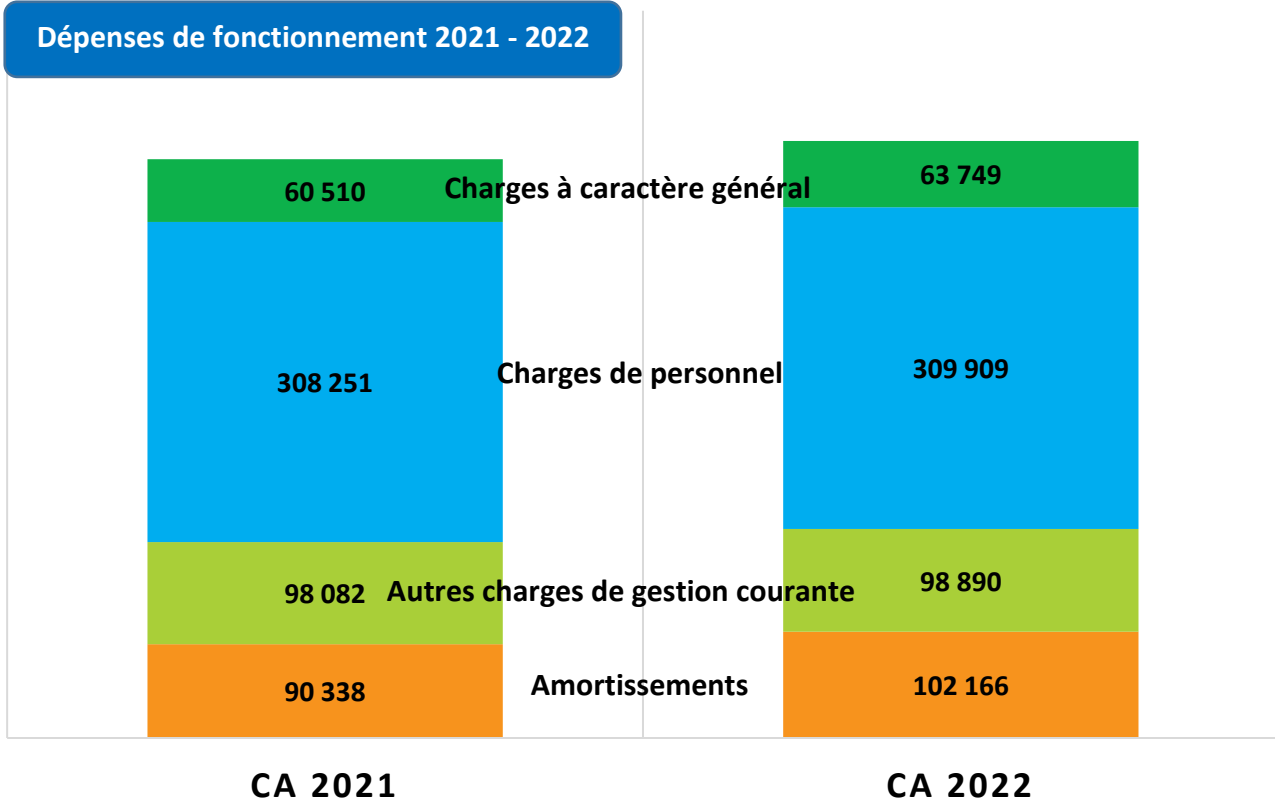 Dépenses de fonctionnement 2021 - 2022
60 510 Charges à caractère général 63 749
308 251 Charges de personnel 309 909
98 082 Autres charges de gestion courante 98 890
90 338 Amortissements 102 166
CA 2021 CA 2022